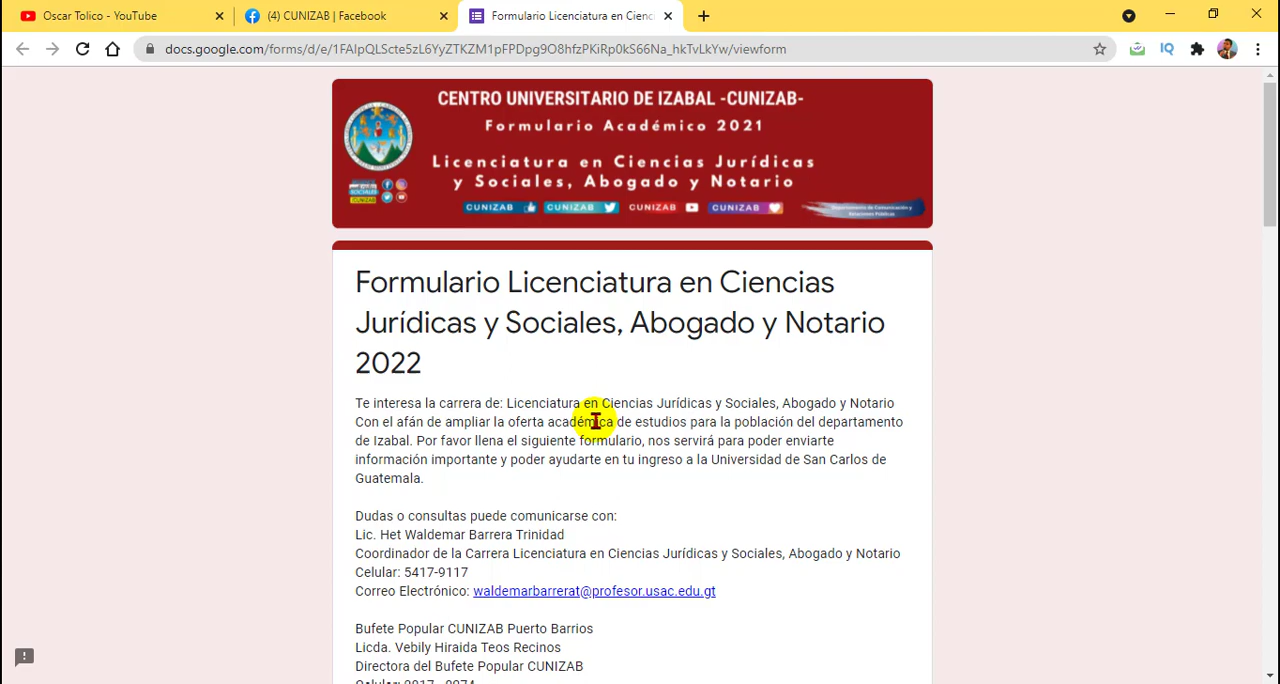 Oscar Tolico - YouTube
(4) CUNIZAB | Facebook
Formulario Licenciatura en Cienc
docs.google.com/forms/d/e/1FAIpQLScte5zL6YyZTKZM1pFPDpg9O8hfzPKiRp0kS66Na_hkTvLkYw/viewform
IQ
CENTRO UNIVERSITARIO DE IZABAL -CUNIZAB-
Formulario Académico 2021
Licenciatura en Ciencias Jurídicas
y Sociales, Abogado y Notario
CUNIZAB CUNIZAB CUNIZAB CUNIZAB
Departamento de Comunicación y
Relaciones Públicas
Formulario Licenciatura en Ciencias
Jurídicas y Sociales, Abogado y Notario
2022
Te interesa la carrera de: Licenciatura en Ciencias Jurídicas y Sociales, Abogado y Notario
Con el afán de ampliar la oferta académica de estudios para la población del departamento
de Izabal. Por favor llena el siguiente formulario, nos servirá para poder enviarte
información importante y poder ayudarte en tu ingreso a la Universidad de San Carlos de
Guatemala.
Dudas o consultas puede comunicarse con:
Lic. Het Waldemar Barrera Trinidad
Coordinador de la Carrera Licenciatura en Ciencias Jurídicas y Sociales, Abogado y Notario
Celular: 5417-9117
Correo Electrónico: waldemarbarrerat@profesor.usac.edu.gt
Bufete Popular CUNIZAB Puerto Barrios
Licda. Vebily Hiraida Teos Recinos
Directora del Bufete Popular CUNIZAB